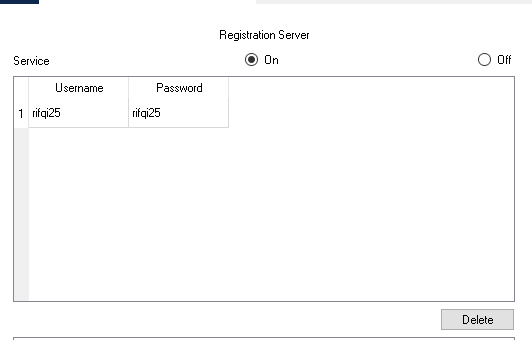 Registration Server
Service On Off
Username Password
1 rifqi25 rifqi25
Delete